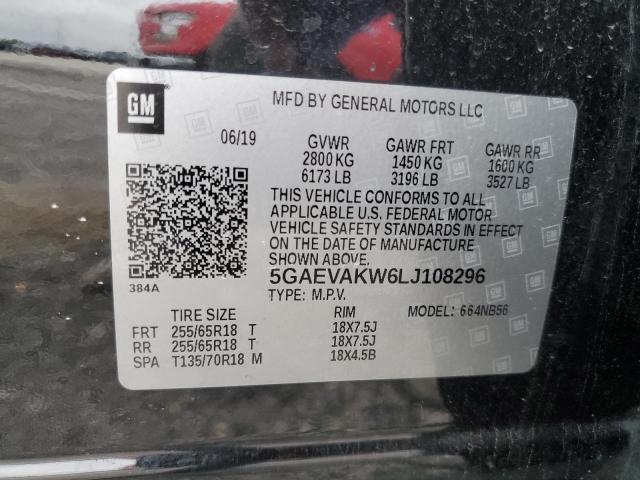 GM
MFD BY GENERAL MOTORS LLC
06/19 GVWR GAWR FRT GAWR RR
2800 KG 1450 KG 1600 KG
6173 LB 3196 LB 3527 LB
THIS VEHICLE CONFORMS TO ALL
APPLICABLE U.S. FEDERAL MOTOR
VEHICLE SAFETY STANDARDS IN EFFECT
ON THE DATE OF MANUFACTURE
SHOWN ABOVE.
384A
5GAEVAKW6LJ108296
TYPE: M.P.V.
TIRE SIZE RIM MODEL: 664NB56
FRT 255/65R18 T 18X7.5J
RR 255/65R18 T 18X7.5J
SPA T135/70R18 M 18X4.5B